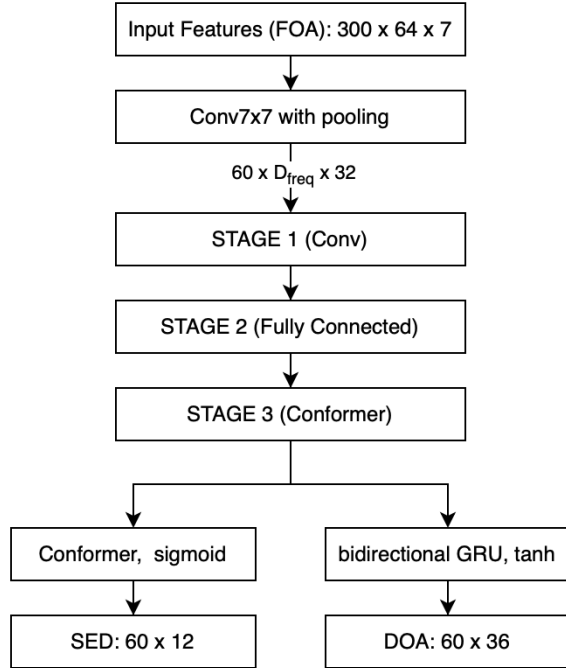 Input Features (FOA): 300 x 64 x 7
Conv7x7 with pooling
60 x D_freq x 32
STAGE 1 (Conv)
STAGE 2 (Fully Connected)
STAGE 3 (Conformer)
Conformer, sigmoid
bidirectional GRU, tanh
SED: 60 x 12
DOA: 60 x 36